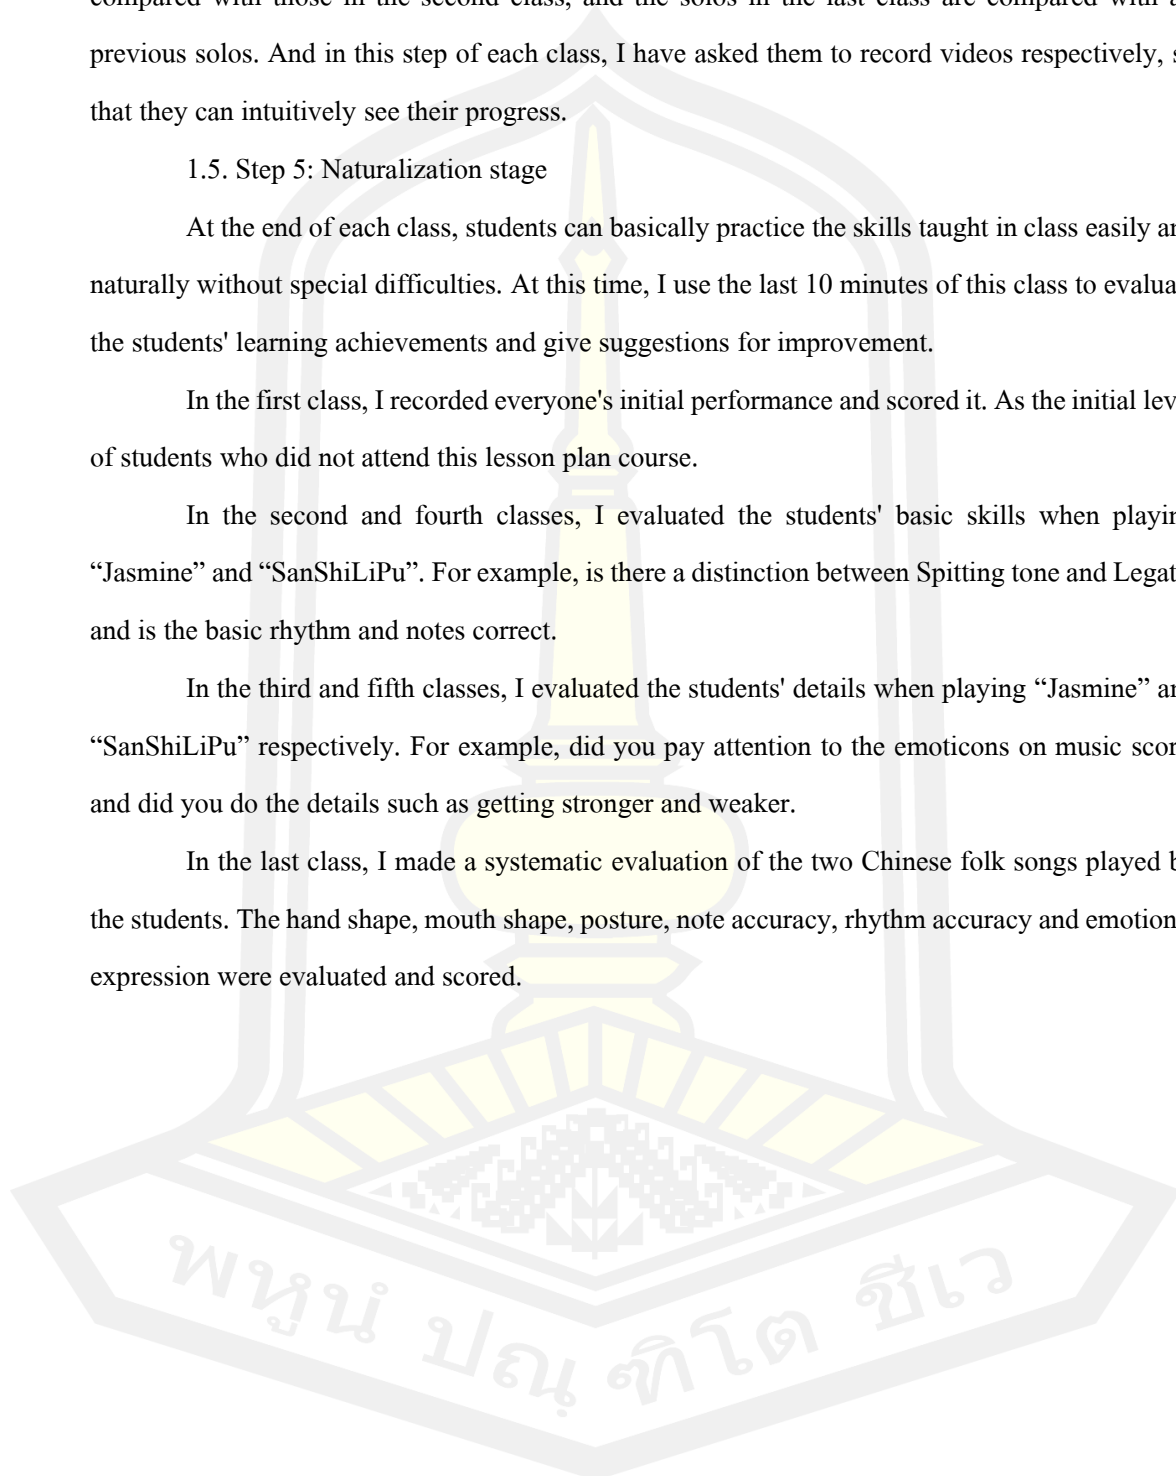 compared with those in the second class, and the solos in the last class are compared with
previous solos. And in this step of each class, I have asked them to record videos respectively,
that they can intuitively see their progress.
1.5. Step 5: Naturalization stage
At the end of each class, students can basically practice the skills taught in class easily
naturally without special difficulties. At this time, I use the last 10 minutes of this class to
the students' learning achievements and give suggestions for improvement.
In the first class, I recorded everyone's initial performance and scored it. As the initial
of students who did not attend this lesson plan course.
In the second and fourth classes, I evaluated the students' basic skills when
“Jasmine” and “SanShiLiPu”. For example, is there a distinction between Spitting tone and
and is the basic rhythm and notes correct.
In the third and fifth classes, I evaluated the students' details when playing “Jasmine”
“SanShiLiPu” respectively. For example, did you pay attention to the emoticons on music
and did you do the details such as getting stronger and weaker.
In the last class, I made a systematic evaluation of the two Chinese folk songs played
the students. The hand shape, mouth shape, posture, note accuracy, rhythm accuracy and
expression were evaluated and scored.
พหูนํ ปณฺฑิโต ชีเว